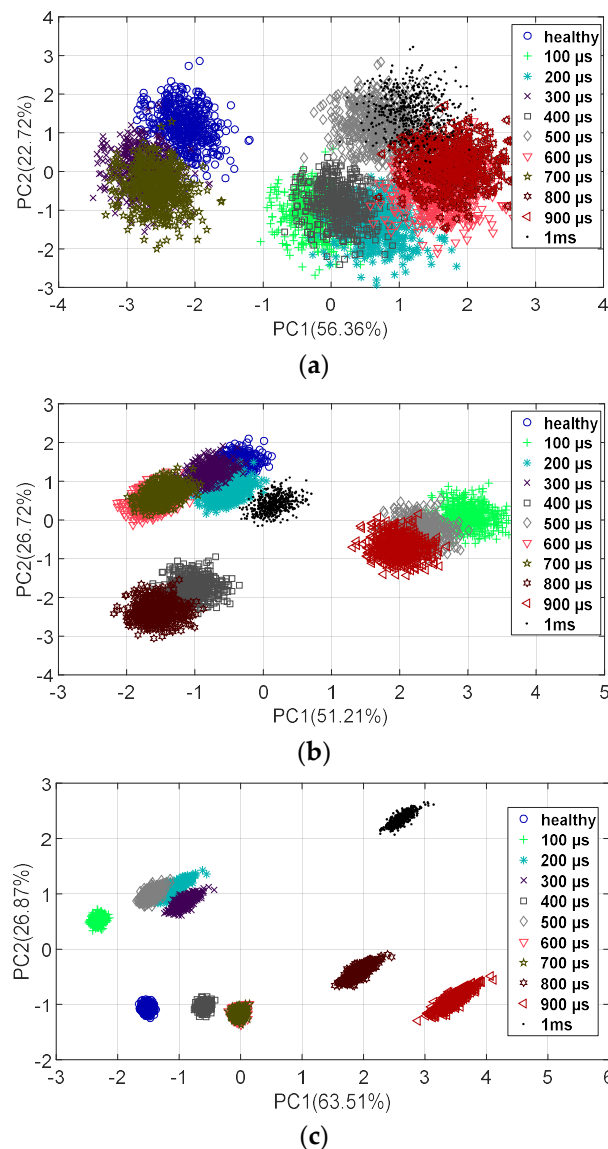 4
3
2
1
0
-1
-2
-3
PC2(22.72%)
-4 -3 -2 -1 0 1 2 3 4
PC1(56.36%)
healthy
100 µs
200 µs
300 µs
400 µs
500 µs
600 µs
700 µs
800 µs
900 µs
1ms
(a)
3
2
1
0
-1
-2
-3
-4
PC2(26.72%)
-3 -2 -1 0 1 2 3 4 5
PC1(51.21%)
healthy
100 µs
200 µs
300 µs
400 µs
500 µs
600 µs
700 µs
800 µs
900 µs
1ms
(b)
3
2
1
0
-1
-2
PC2(26.87%)
-3 -2 -1 0 1 2 3 4 5 6
PC1(63.51%)
healthy
100 µs
200 µs
300 µs
400 µs
500 µs
600 µs
700 µs
800 µs
900 µs
1ms
(c)